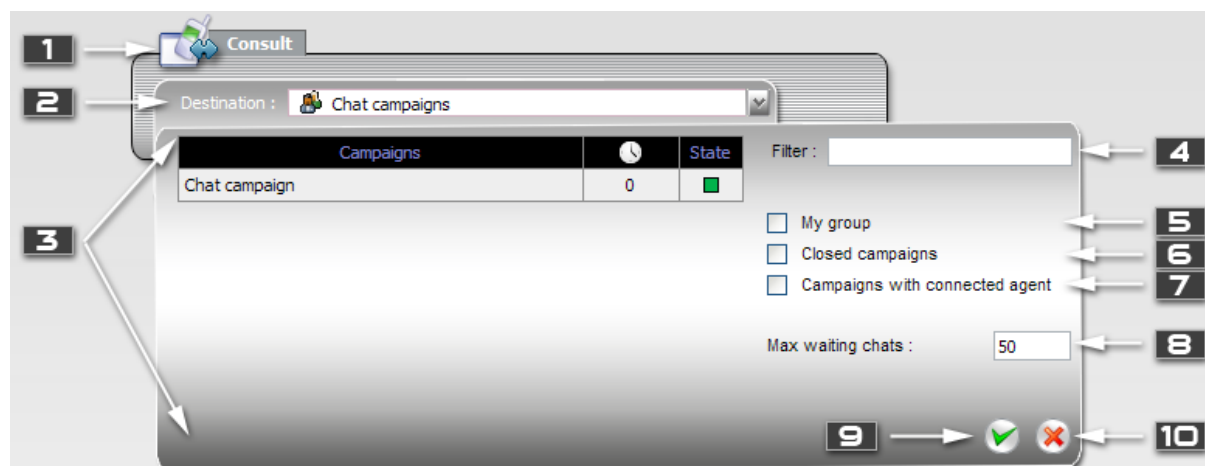 1
Consult
2
Destination :
Chat campaigns
Campaigns
State
Filter :
4
Chat campaign
0
3
My group
5
Closed campaigns
6
Campaigns with connected agent
7
Max waiting chats :
50
8
9
10